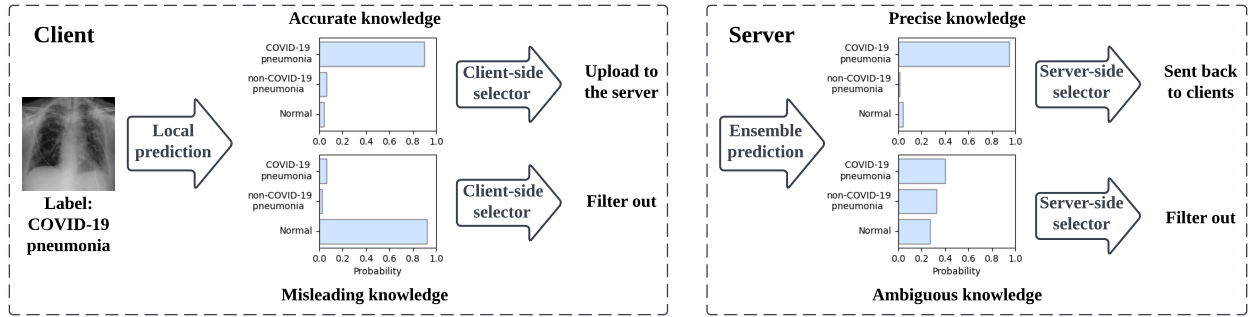 Client
Label:
COVID-19
pneumonia
Local
prediction
Accurate knowledge
COVID-19
pneumonia
non-COVID-19
pneumonia
Normal
0.0 0.2 0.4 0.6 0.8 1.0
Client-side
selector
Upload to
the server
COVID-19
pneumonia
non-COVID-19
pneumonia
Normal
0.0 0.2 0.4 0.6 0.8 1.0
Probability
Client-side
selector
Filter out
Misleading knowledge
Server
Ensemble
prediction
Precise knowledge
COVID-19
pneumonia
non-COVID-19
pneumonia
Normal
0.0 0.2 0.4 0.6 0.8 1.0
Server-side
selector
Sent back
to clients
COVID-19
pneumonia
non-COVID-19
pneumonia
Normal
0.0 0.2 0.4 0.6 0.8 1.0
Probability
Server-side
selector
Filter out
Ambiguous knowledge